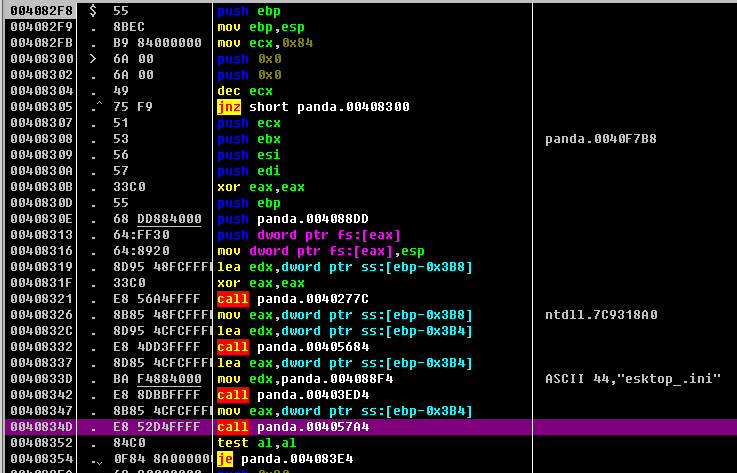 004082F8 $ 55 push ebp
004082F9 . 8BEC mov ebp,esp
004082FB . B9 84000000 mov ecx,0x84
00408300 > 6A 00 push 0x0
00408302 . 6A 00 push 0x0
00408304 . 49 dec ecx
00408305 .^ 75 F9 jnz short panda.00408300
00408307 . 51 push ecx
00408308 . 53 push ebx panda.0040F7B8
00408309 . 56 push esi
0040830A . 57 push edi
0040830B . 33C0 xor eax,eax
0040830D . 55 push ebp
0040830E . 68 DD884000 push panda.004088DD
00408313 . 64:FF30 push dword ptr fs:[eax]
00408316 . 64:8920 mov dword ptr fs:[eax],esp
00408319 . 8D95 48FCFFFF lea edx,dword ptr ss:[ebp-0x3B8]
0040831F . 33C0 xor eax,eax
00408321 . E8 56A4FFFF call panda.0040277C
00408326 . 8B85 48FCFFFF mov eax,dword ptr ss:[ebp-0x3B8] ntdll.7C9318A0
0040832C . 8D95 4CFCFFFF lea edx,dword ptr ss:[ebp-0x3B4]
00408332 . E8 4DD3FFFF call panda.00405684
00408337 . 8D85 4CFCFFFF lea eax,dword ptr ss:[ebp-0x3B4]
0040833D . BA F4884000 mov edx,panda.004088F4 ASCII 44,"esktop_.ini"
00408342 . E8 8DBBFFFF call panda.00403ED4
00408347 . 8B85 4CFCFFFF mov eax,dword ptr ss:[ebp-0x3B4]
0040834D . E8 52D4FFFF call panda.004057A4
00408352 . 84C0 test al,al
00408354 .v 0F84 8A000000 je panda.004083E4